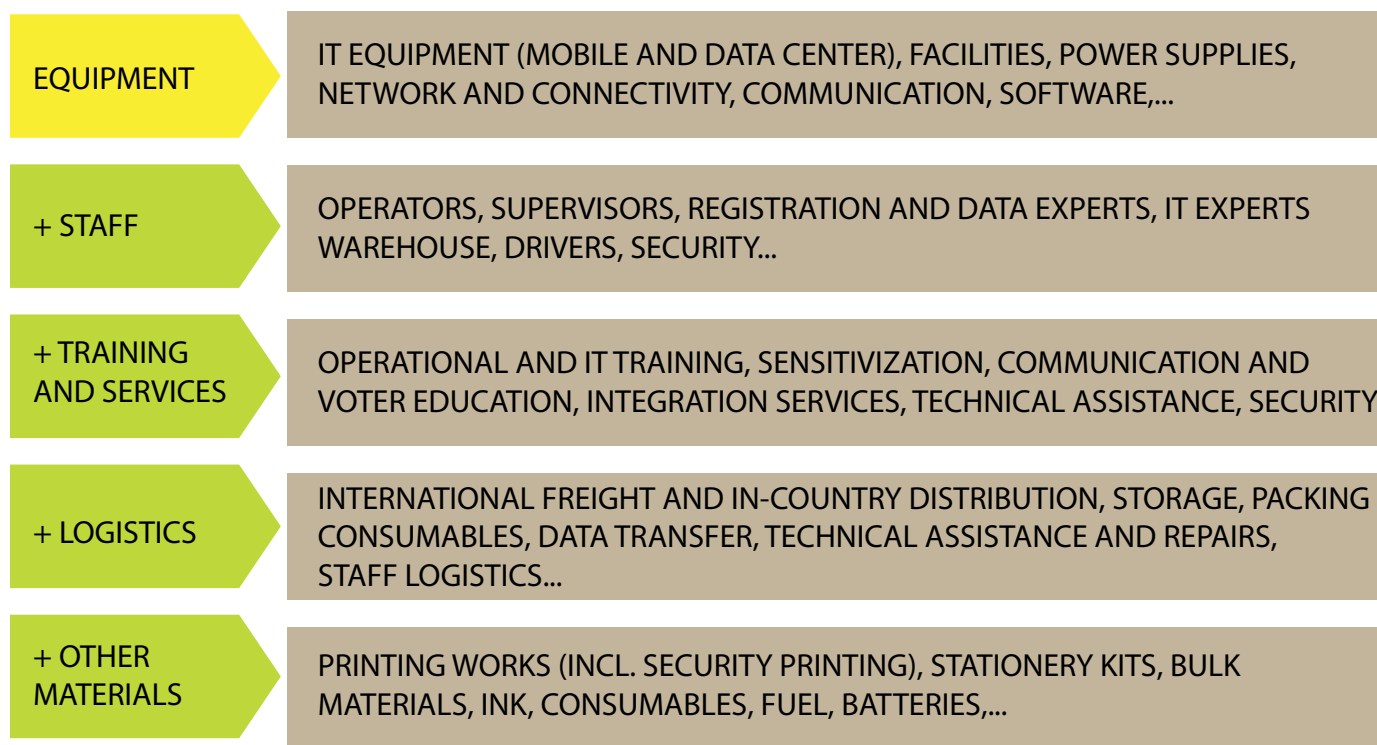 EQUIPMENT
IT EQUIPMENT (MOBILE AND DATA CENTER), FACILITIES, POWER SUPPLIES,
NETWORK AND CONNECTIVITY, COMMUNICATION, SOFTWARE,...
+ STAFF
OPERATORS, SUPERVISORS, REGISTRATION AND DATA EXPERTS, IT EXPERTS
WAREHOUSE, DRIVERS, SECURITY...
+ TRAINING
AND SERVICES
OPERATIONAL AND IT TRAINING, SENSITIVIZATION, COMMUNICATION AND
VOTER EDUCATION, INTEGRATION SERVICES, TECHNICAL ASSISTANCE, SECURITY
+ LOGISTICS
INTERNATIONAL FREIGHT AND IN-COUNTRY DISTRIBUTION, STORAGE, PACKING
CONSUMABLES, DATA TRANSFER, TECHNICAL ASSISTANCE AND REPAIRS,
STAFF LOGISTICS...
+ OTHER
MATERIALS
PRINTING WORKS (INCL. SECURITY PRINTING), STATIONERY KITS, BULK
MATERIALS, INK, CONSUMABLES, FUEL, BATTERIES,...